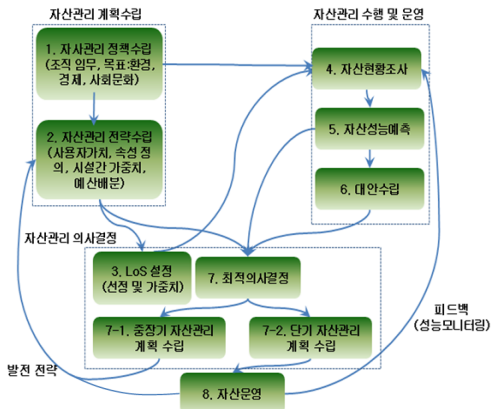 자산관리 계획수립
자산관리 수행 및 운영
1. 자사관리 정책수립
(조직 임무, 목표:환경,
경제, 사회문화)
4. 자산현황조사
5. 자산성능예측
2. 자산관리 전략수립
(사용자가치, 속성 정
의, 시설간 가중치,
예산배분)
6. 대안수립
자산관리 의사결정
3. LoS 설정
(선정 및 가중치)
7. 최적의사결정
피드백
(성능모니터링)
7-1. 중장기 자산관리
계획 수립
7-2. 단기 자산관리
계획 수립
발전 전략
8. 자산운영